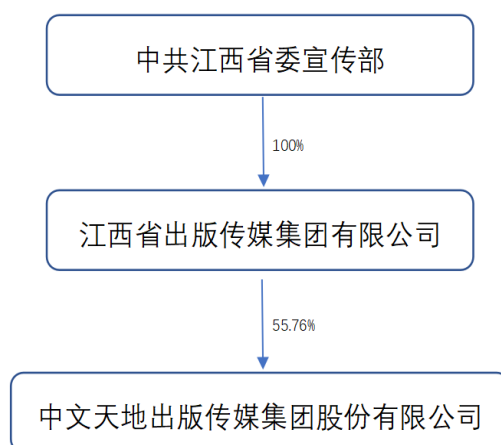 中共江西省委宣传部
100%
江西省出版传媒集团有限公司
55.76%
中文天地出版传媒集团股份有限公司